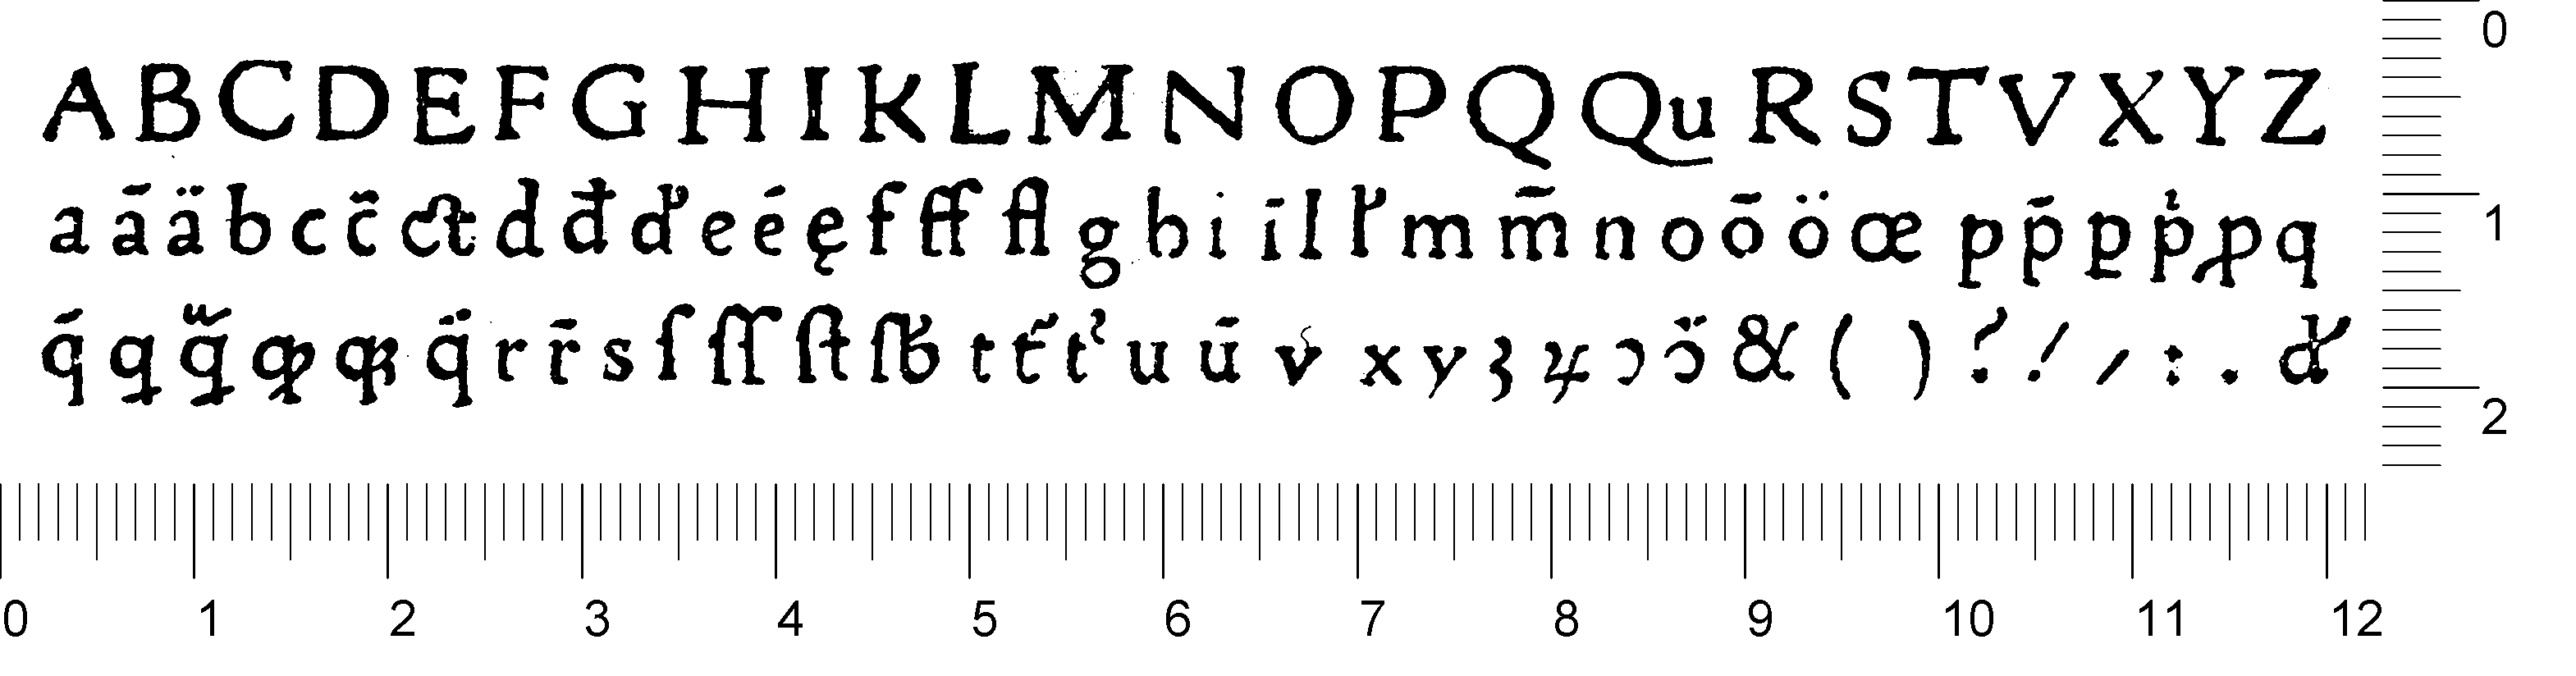 A B C D E F G H I K L M N O P Q Qu R S T V X Y Z
a ā ä b c c̄ ct d đ d' e é ę f ff fl g h i ī l l' m m̄ n o ō ö œ p p̄ ꝑ p̓ ꝓ q
q́ q q̃ ꝙ qꝫ q̈ r r̄ s ſ ſſ ſt ſb t t̃ t' u ū v́ x y ꝫ ꝝ ɔ ɔ̈ & ( ) ? ! / : . d'
0
1
2
0 1 2 3 4 5 6 7 8 9 10 11 12